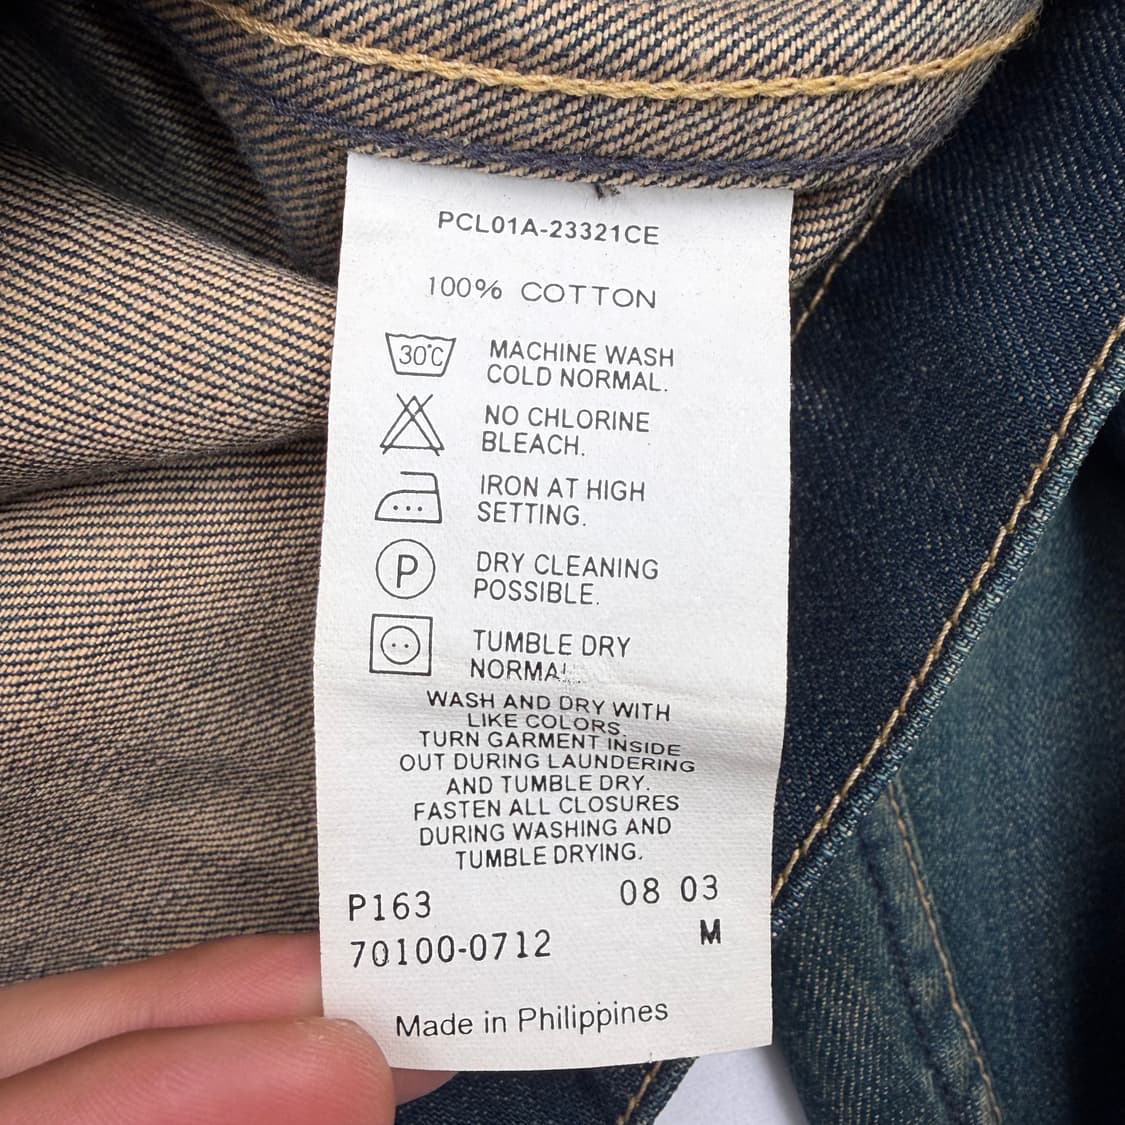 PCL01A-23321CE
100% COTTON
30°C MACHINE WASH
COLD NORMAL.
NO CHLORINE
BLEACH.
IRON AT HIGH
SETTING.
P DRY CLEANING
POSSIBLE.
TUMBLE DRY
NORMAL
WASH AND DRY WITH
LIKE COLORS.
TURN GARMENT INSIDE
OUT DURING LAUNDERING
AND TUMBLE DRY.
FASTEN ALL CLOSURES
DURING WASHING AND
TUMBLE DRYING.
P163 08 03
70100-0712 M
Made in Philippines